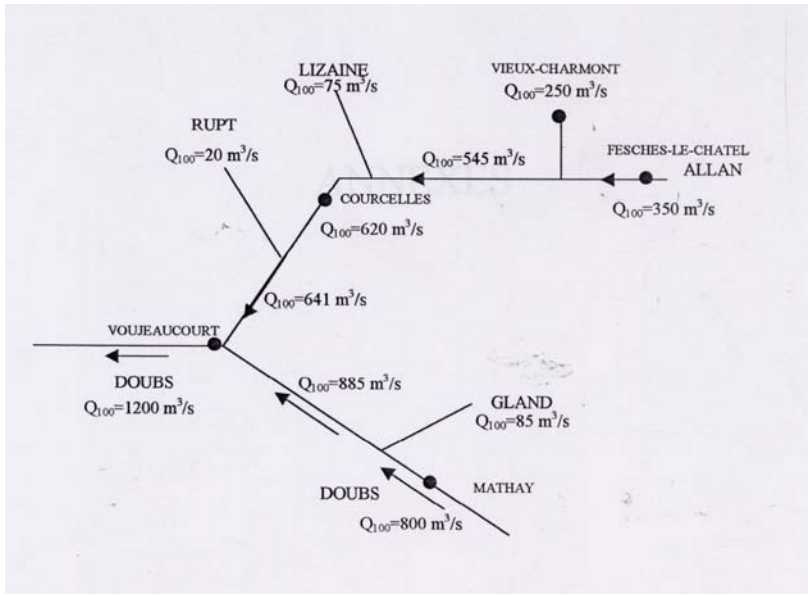 LIZAINE
Q₁₀₀=75 m³/s
VIEUX-CHARMONT
Q₁₀₀=250 m³/s
RUPT
Q₁₀₀=20 m³/s
Q₁₀₀=545 m³/s
FESCHES-LE-CHATEL
ALLAN
Q₁₀₀=350 m³/s
COURCELLES
Q₁₀₀=620 m³/s
Q₁₀₀=641 m³/s
VOUJEAUCOURT
DOUBS
Q₁₀₀=1200 m³/s
Q₁₀₀=885 m³/s
GLAND
Q₁₀₀=85 m³/s
MATHAY
DOUBS
Q₁₀₀=800 m³/s
ANNEXES